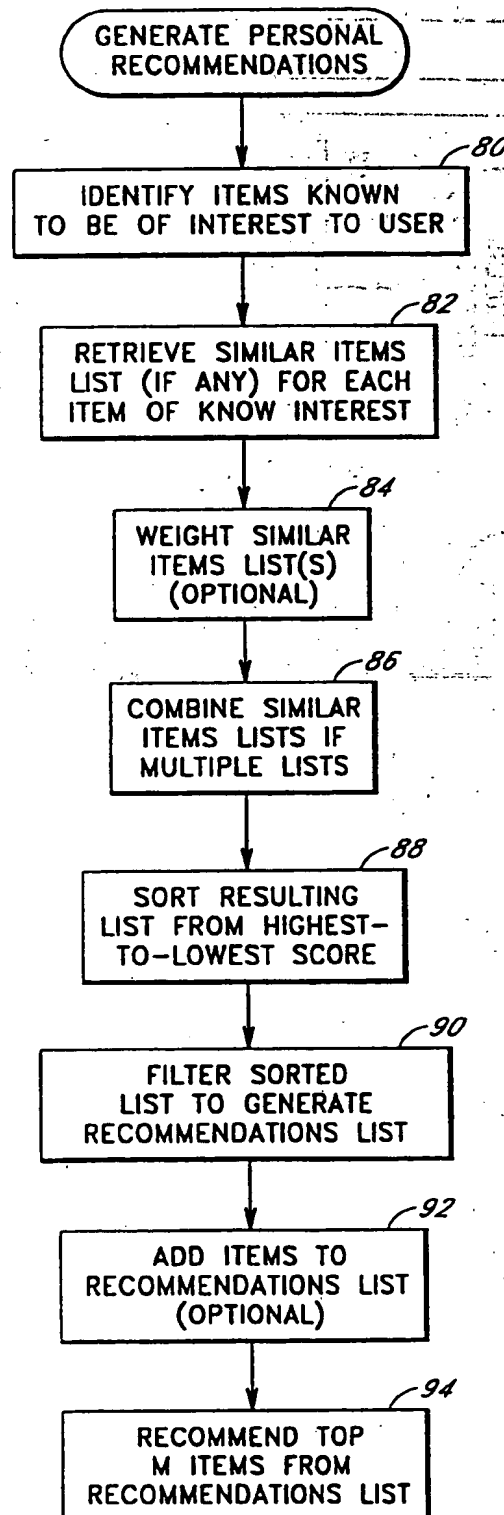 GENERATE PERSONAL
RECOMMENDATIONS
80
IDENTIFY ITEMS KNOWN
TO BE OF INTEREST TO USER
82
RETRIEVE SIMILAR ITEMS
LIST (IF ANY) FOR EACH
ITEM OF KNOW INTEREST
84
WEIGHT SIMILAR
ITEMS LIST(S)
(OPTIONAL)
86
COMBINE SIMILAR
ITEMS LISTS IF
MULTIPLE LISTS
88
SORT RESULTING
LIST FROM HIGHEST-
TO-LOWEST SCORE
90
FILTER SORTED
LIST TO GENERATE
RECOMMENDATIONS LIST
92
ADD ITEMS TO
RECOMMENDATIONS LIST
(OPTIONAL)
94
RECOMMEND TOP
M ITEMS FROM
RECOMMENDATIONS LIST